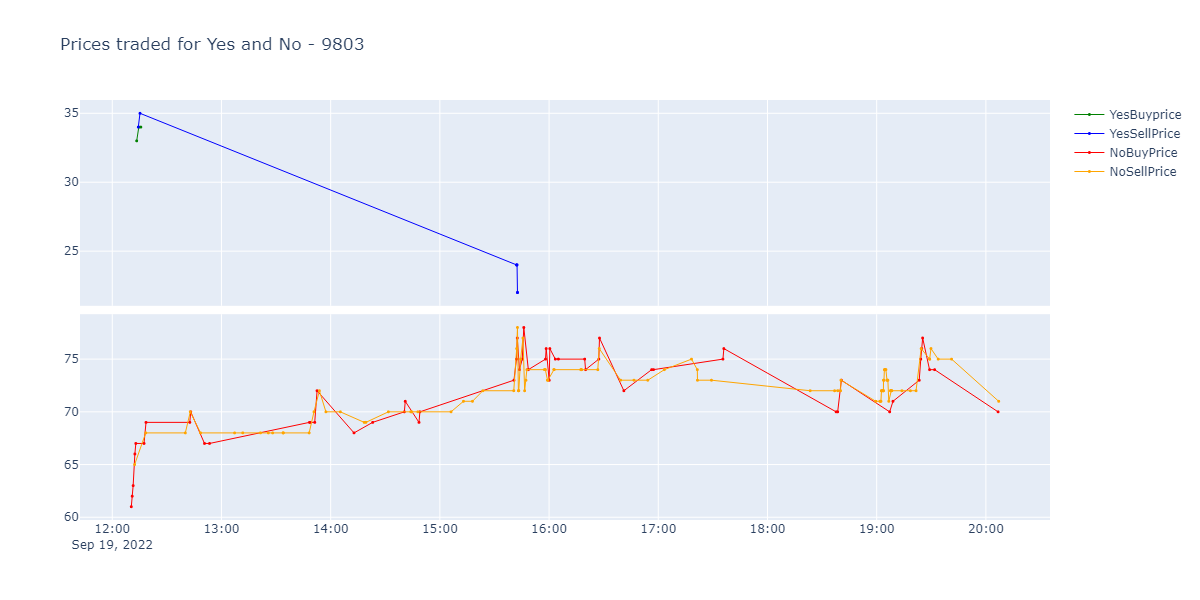 Prices traded for Yes and No - 9803
35
30
25
YesBuyprice
YesSellPrice
NoBuyPrice
NoSellPrice
75
70
65
60
12:00 13:00 14:00 15:00 16:00 17:00 18:00 19:00 20:00
Sep 19, 2022